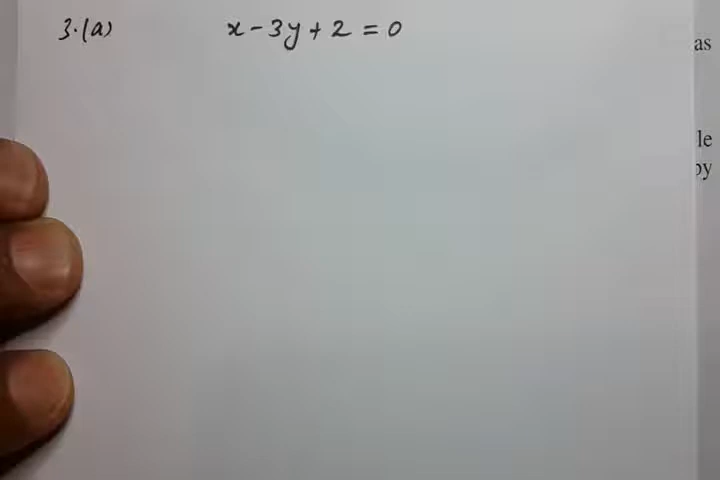 3.(a) x - 3y + 2 = 0
as
le
by